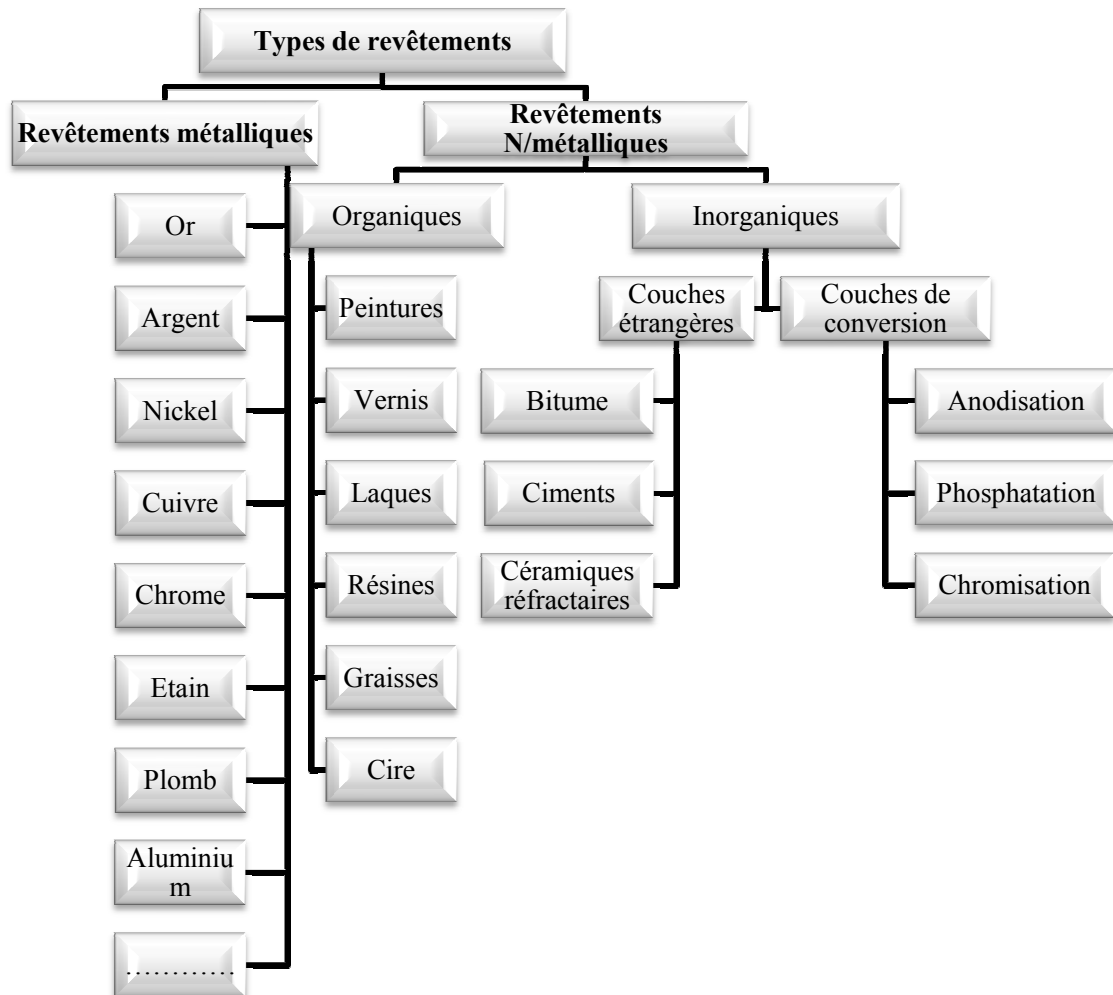 Types de revêtements
Revêtements métalliques
Revêtements
N/métalliques
Or
Argent
Nickel
Cuivre
Chrome
Etain
Plomb
Aluminiu
m
…………
Organiques
Peintures
Vernis
Laques
Résines
Graisses
Cire
Inorganiques
Couches
étrangères
Bitume
Ciments
Céramiques
réfractaires
Couches de
conversion
Anodisation
Phosphatation
Chromisation